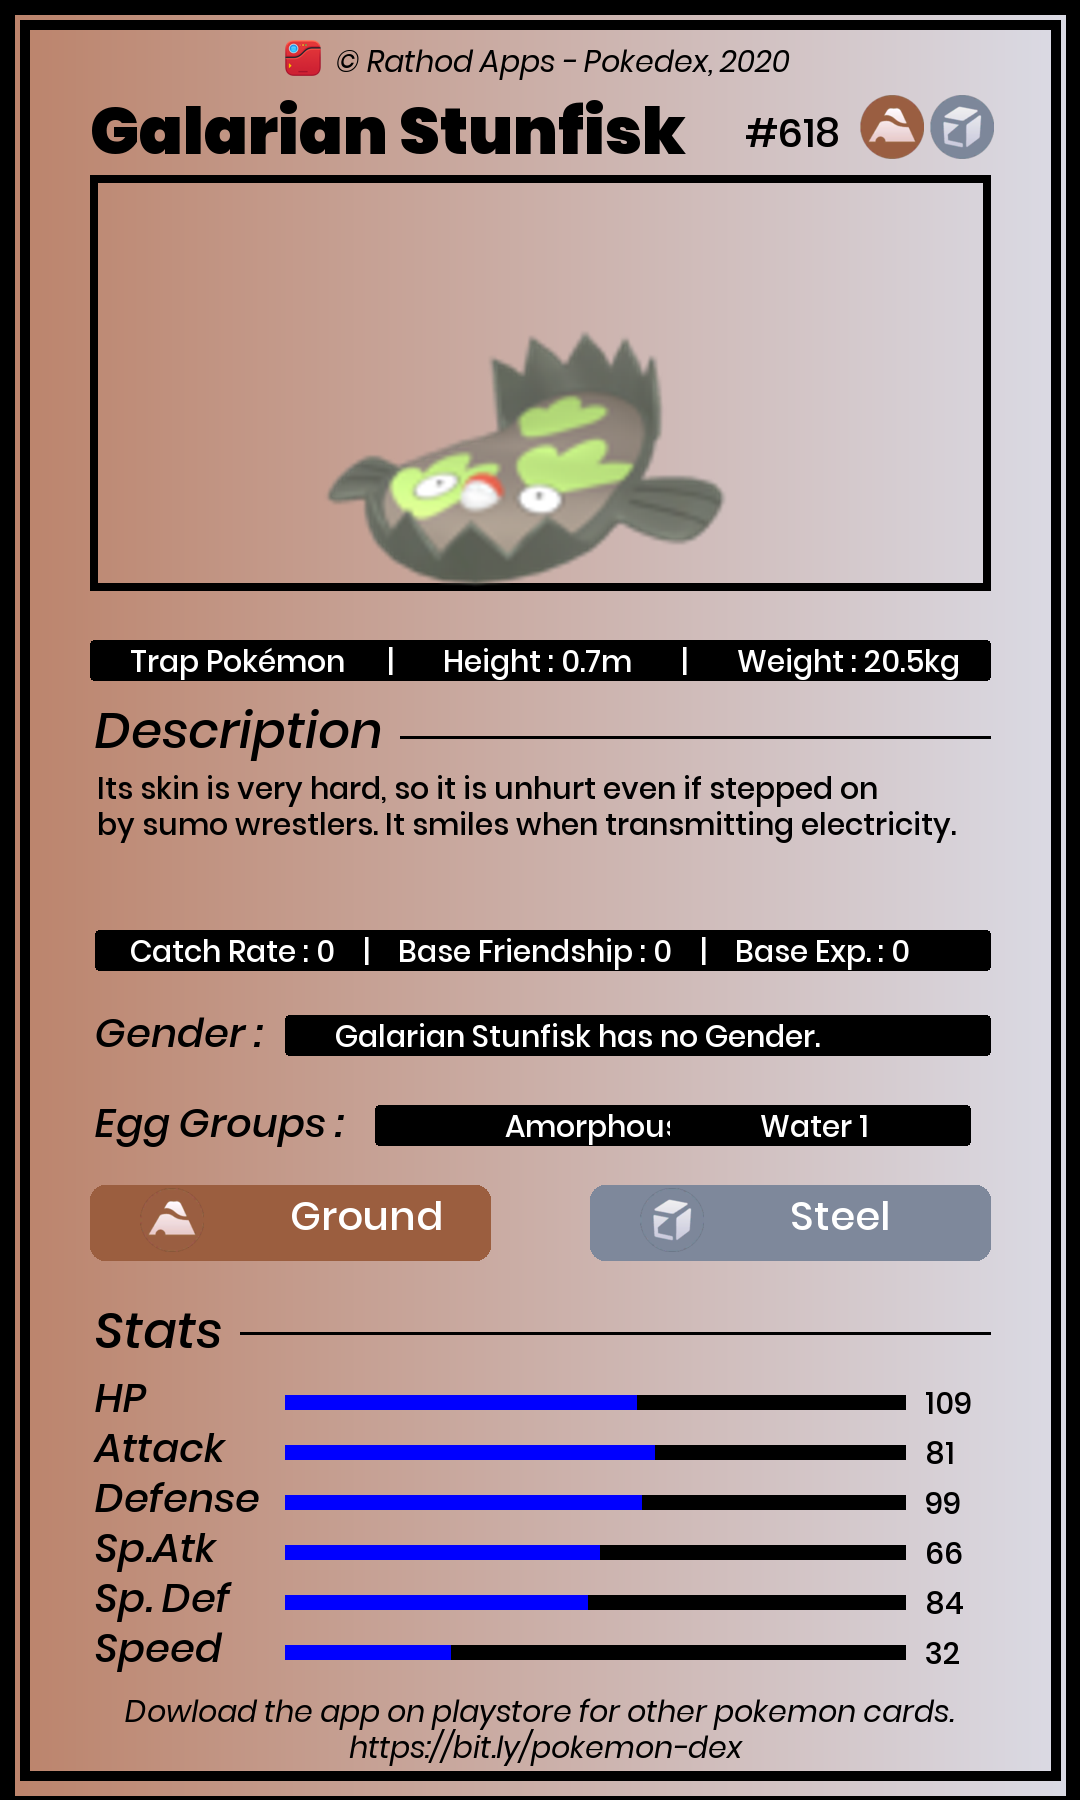 © Rathod Apps - Pokedex, 2020
Galarian Stunfisk #618
Trap Pokémon | Height : 0.7m | Weight : 20.5kg
Description
Its skin is very hard, so it is unhurt even if stepped on
by sumo wrestlers. It smiles when transmitting electricity.
Catch Rate : 0 | Base Friendship : 0 | Base Exp. : 0
Gender : Galarian Stunfisk has no Gender.
Egg Groups : Amorphous Water 1
Ground Steel
Stats
HP 109
Attack 81
Defense 99
Sp.Atk 66
Sp. Def 84
Speed 32
Dowload the app on playstore for other pokemon cards.
https://bit.ly/pokemon-dex